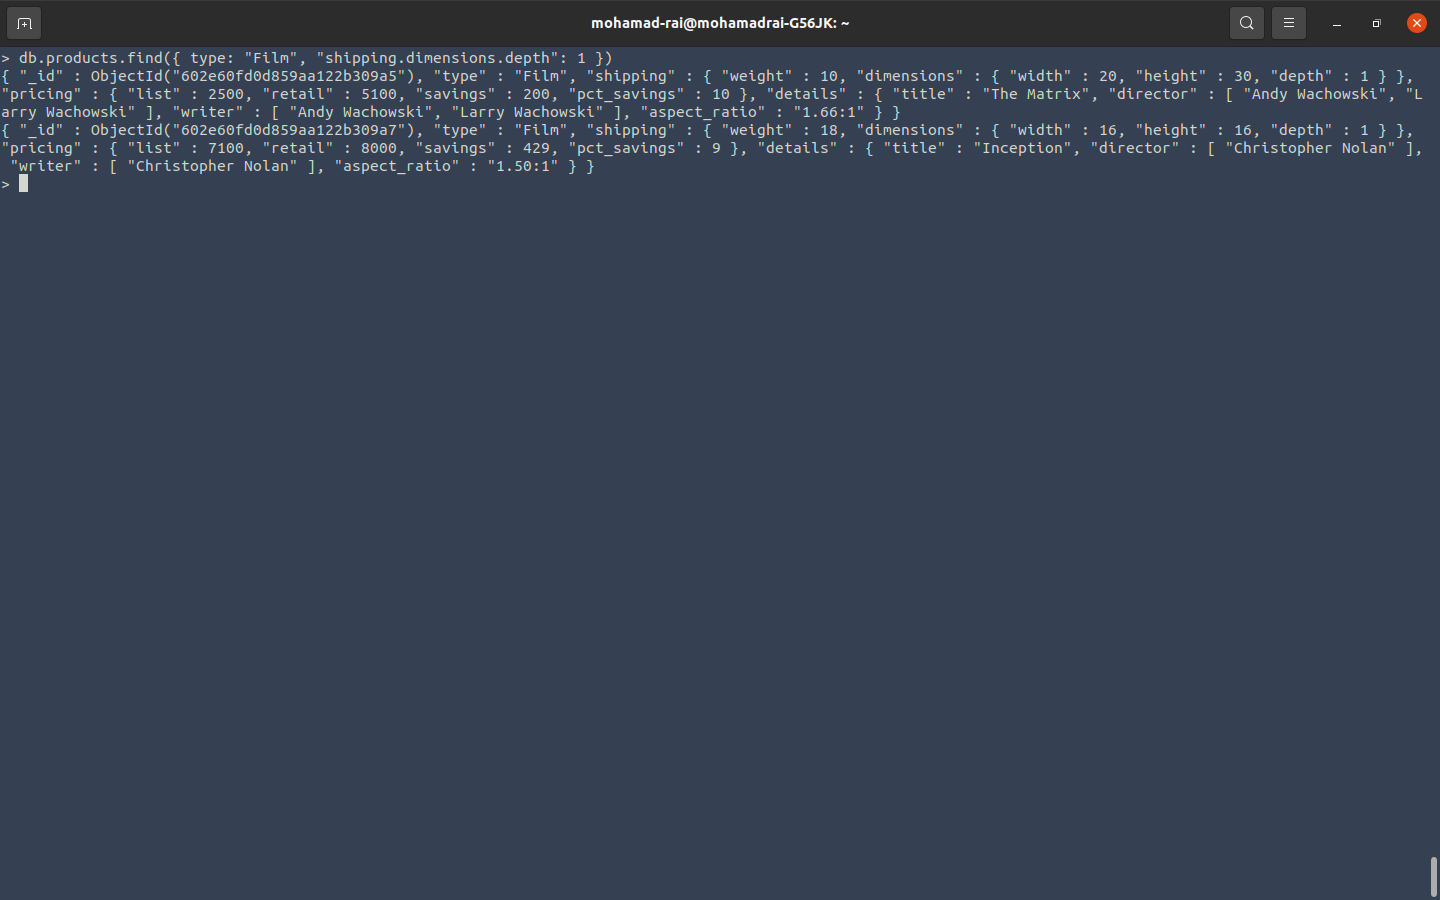 mohamad-rai@mohamadrai-G56JK: ~
> db.products.find({ type: "Film", "shipping.dimensions.depth": 1 })
{ "_id" : ObjectId("602e60fd0d859aa122b309a5"), "type" : "Film", "shipping" : { "weight" : 10, "dimensions" : { "width" : 20, "height" : 30, "depth" : 1 } },
"pricing" : { "list" : 2500, "retail" : 5100, "savings" : 200, "pct_savings" : 10 }, "details" : { "title" : "The Matrix", "director" : [ "Andy Wachowski", "L
arry Wachowski" ], "writer" : [ "Andy Wachowski", "Larry Wachowski" ], "aspect_ratio" : "1.66:1" } }
{ "_id" : ObjectId("602e60fd0d859aa122b309a7"), "type" : "Film", "shipping" : { "weight" : 18, "dimensions" : { "width" : 16, "height" : 16, "depth" : 1 } },
"pricing" : { "list" : 7100, "retail" : 8000, "savings" : 429, "pct_savings" : 9 }, "details" : { "title" : "Inception", "director" : [ "Christopher Nolan" ],
 "writer" : [ "Christopher Nolan" ], "aspect_ratio" : "1.50:1" } }
>